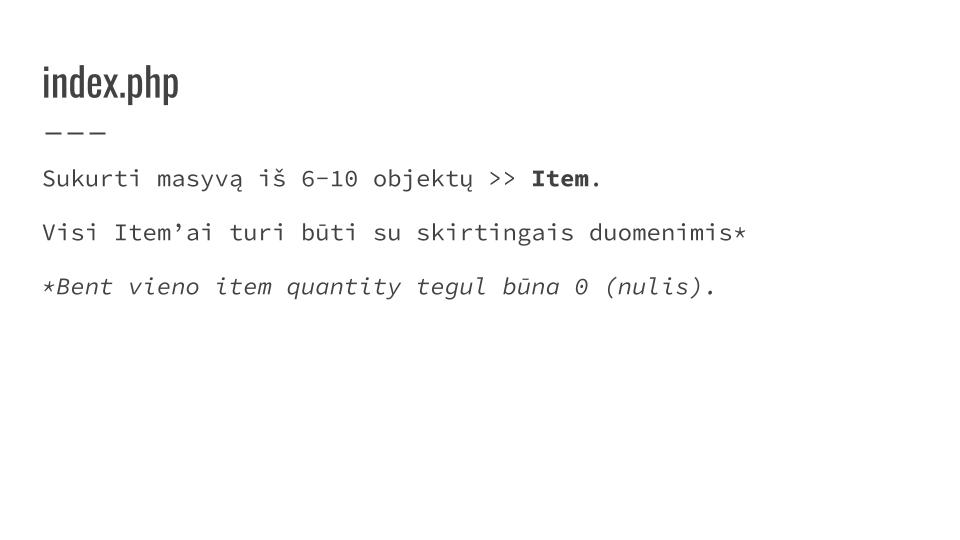 index.php
Sukurti masyvą iš 6-10 objektų >> Item.
Visi Item’ai turi būti su skirtingais duomenimis*
*Bent vieno item quantity tegul būna 0 (nulis).